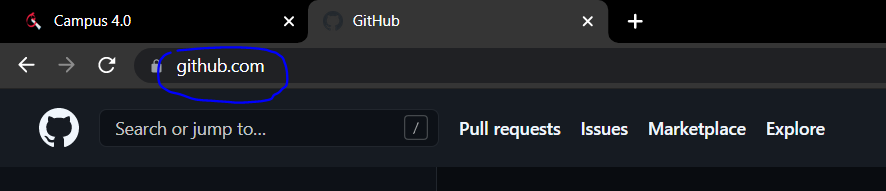 Campus 4.0
GitHub
github.com
Search or jump to...
/
Pull requests
Issues
Marketplace
Explore